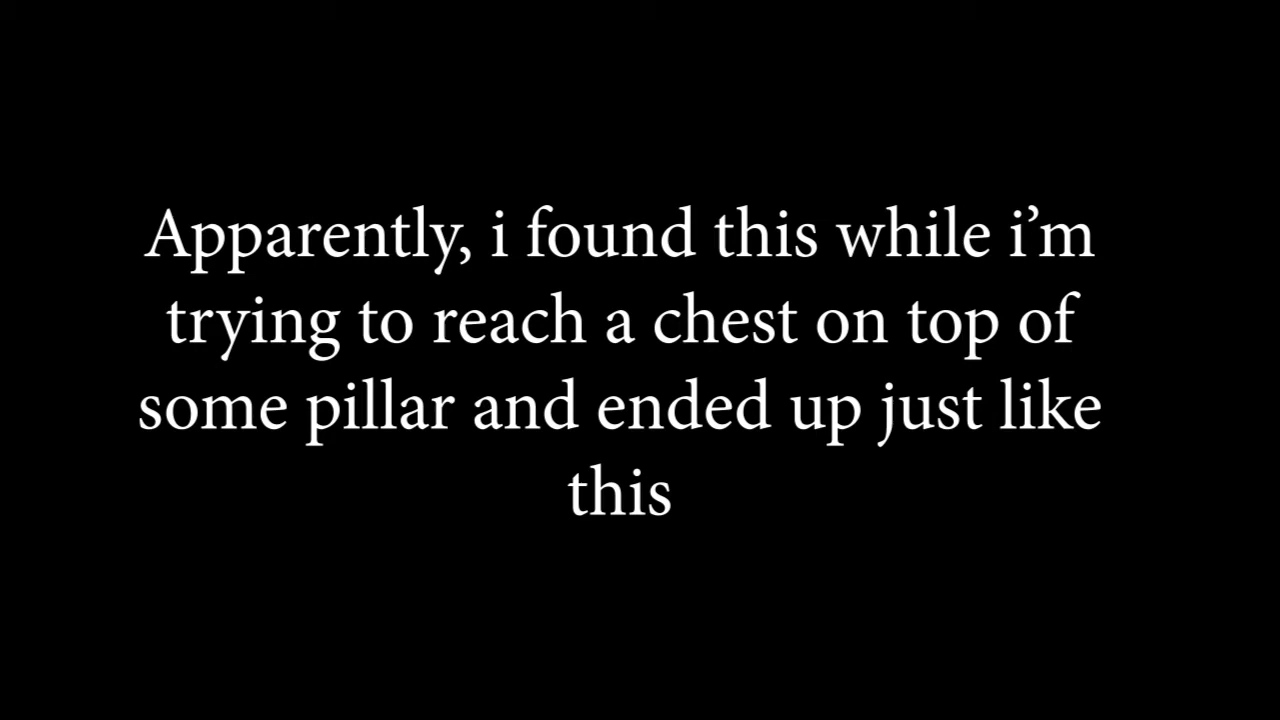 Apparently, i found this while i’m
trying to reach a chest on top of
some pillar and ended up just like
this